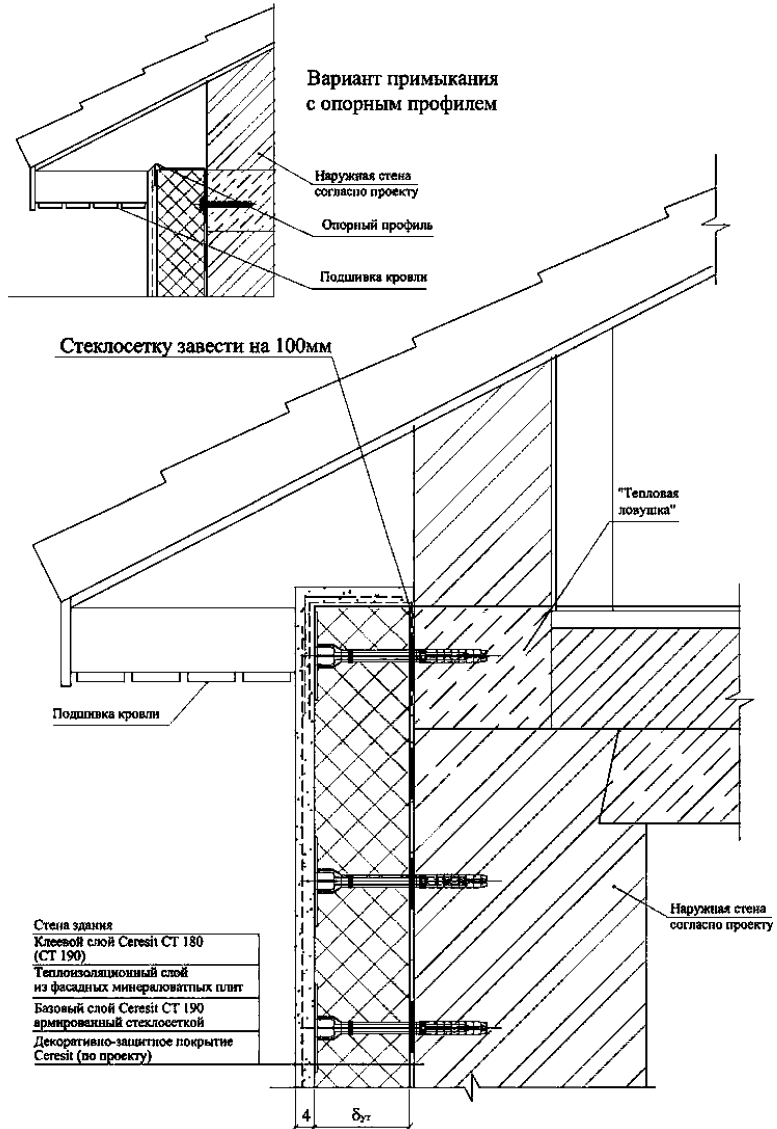 Вариант примыкания
с опорным профилем
Наружная стена
согласно проекту
Опорный профиль
Подшивка кровли
Стеклосетку завести на 100мм
"Тепловая
ловушка"
Подшивка кровли
Наружная стена
согласно проекту
Стена здания
Клеевой слой Ceresit CT 180
(CT 190)
Теплоизоляционный слой
из фасадных минераловатных плит
Базовый слой Ceresit CT 190
армированный стеклосеткой
Декоративно-защитное покрытие
Ceresit (по проекту)
4
δут